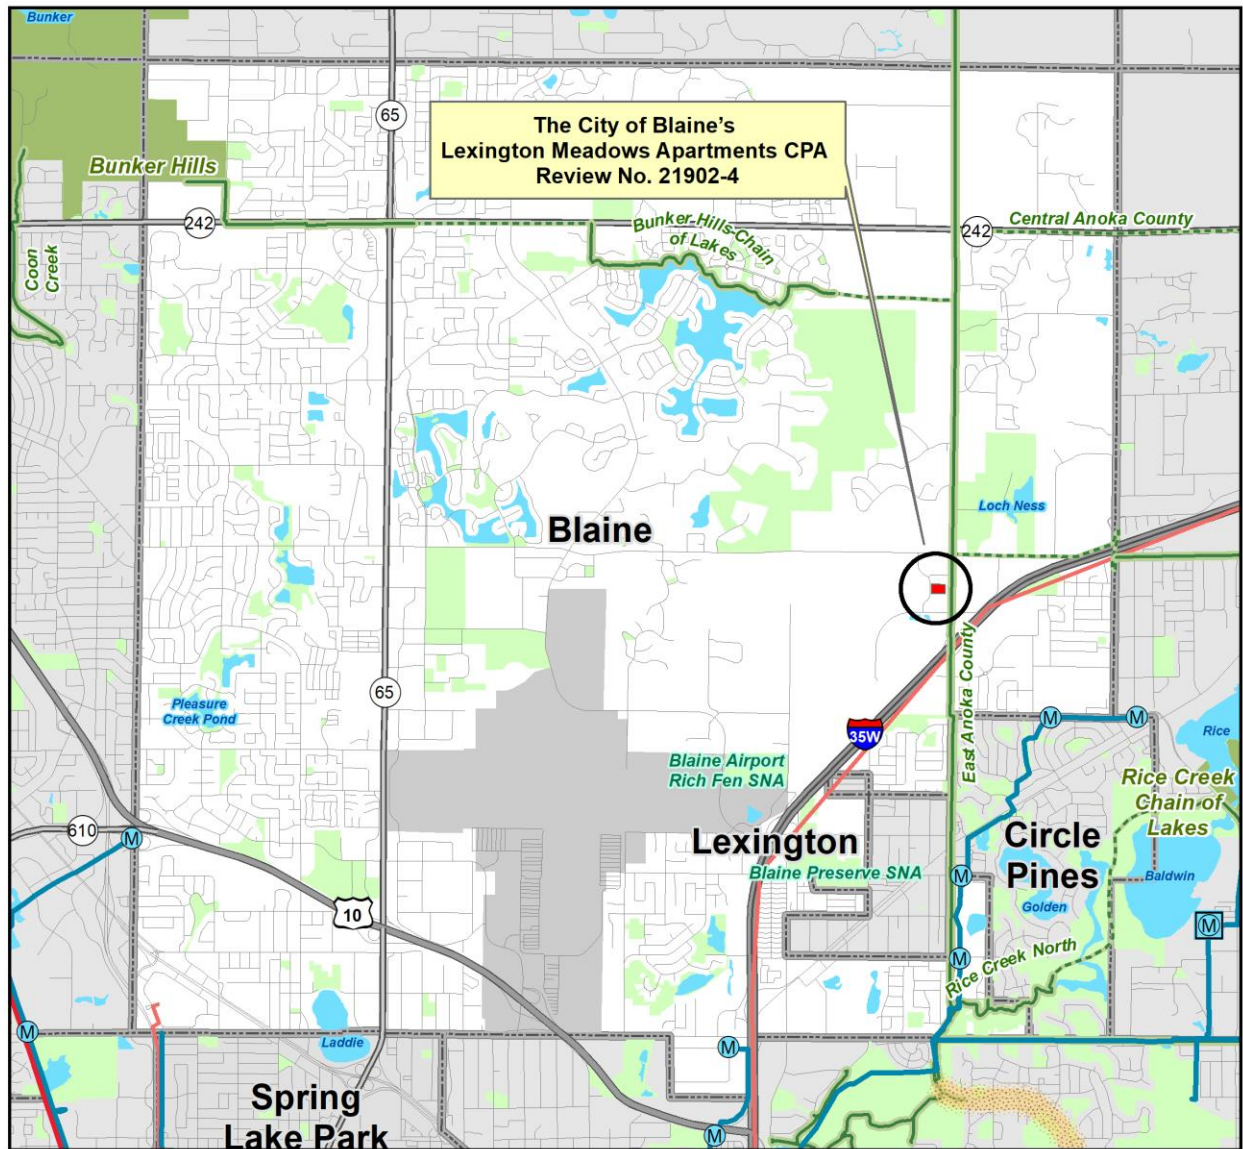 Bunker
65
The City of Blaine's
Lexington Meadows Apartments CPA
Review No. 21902-4
Bunker Hills
242
Bunker Hills Chain
of Lakes
242
Central Anoka County
Coon
Creek
Loch Ness
Blaine
East Anoka County
65
Pleasure
Creek Pond
35W
M
M
Rice
Blaine Airport
Rich Fen SNA
Rice Creek
Chain of
Lakes
610
M
Lexington
Circle
Pines
Blaine Preserve SNA
M
Baldwin
10
Golden
M
M
Rice Creek North
M
Laddie
M
Spring
Lake Park
M